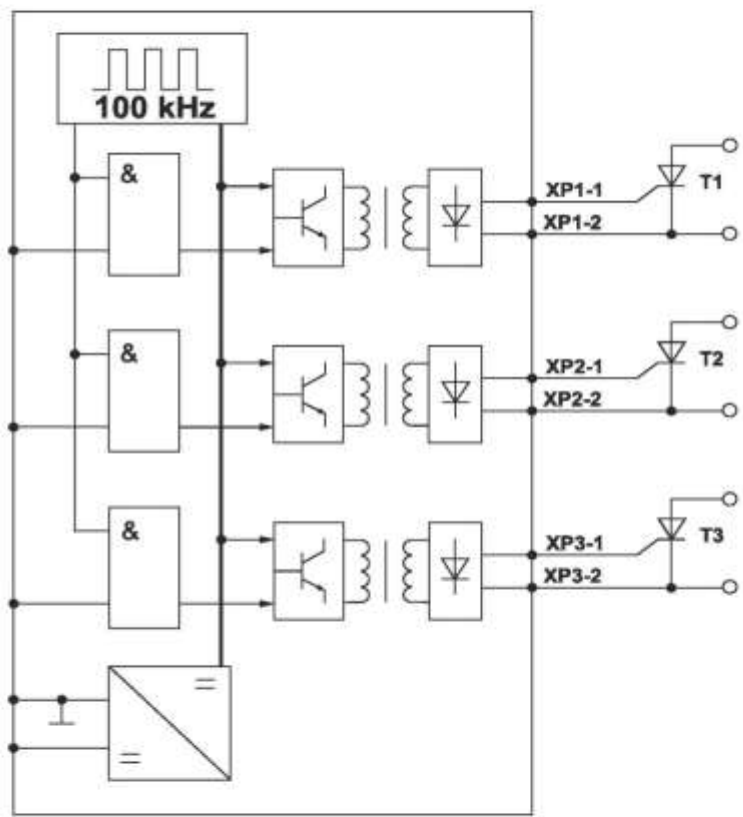 100 kHz
&
XP1-1
T1
XP1-2
&
XP2-1
T2
XP2-2
&
XP3-1
T3
XP3-2